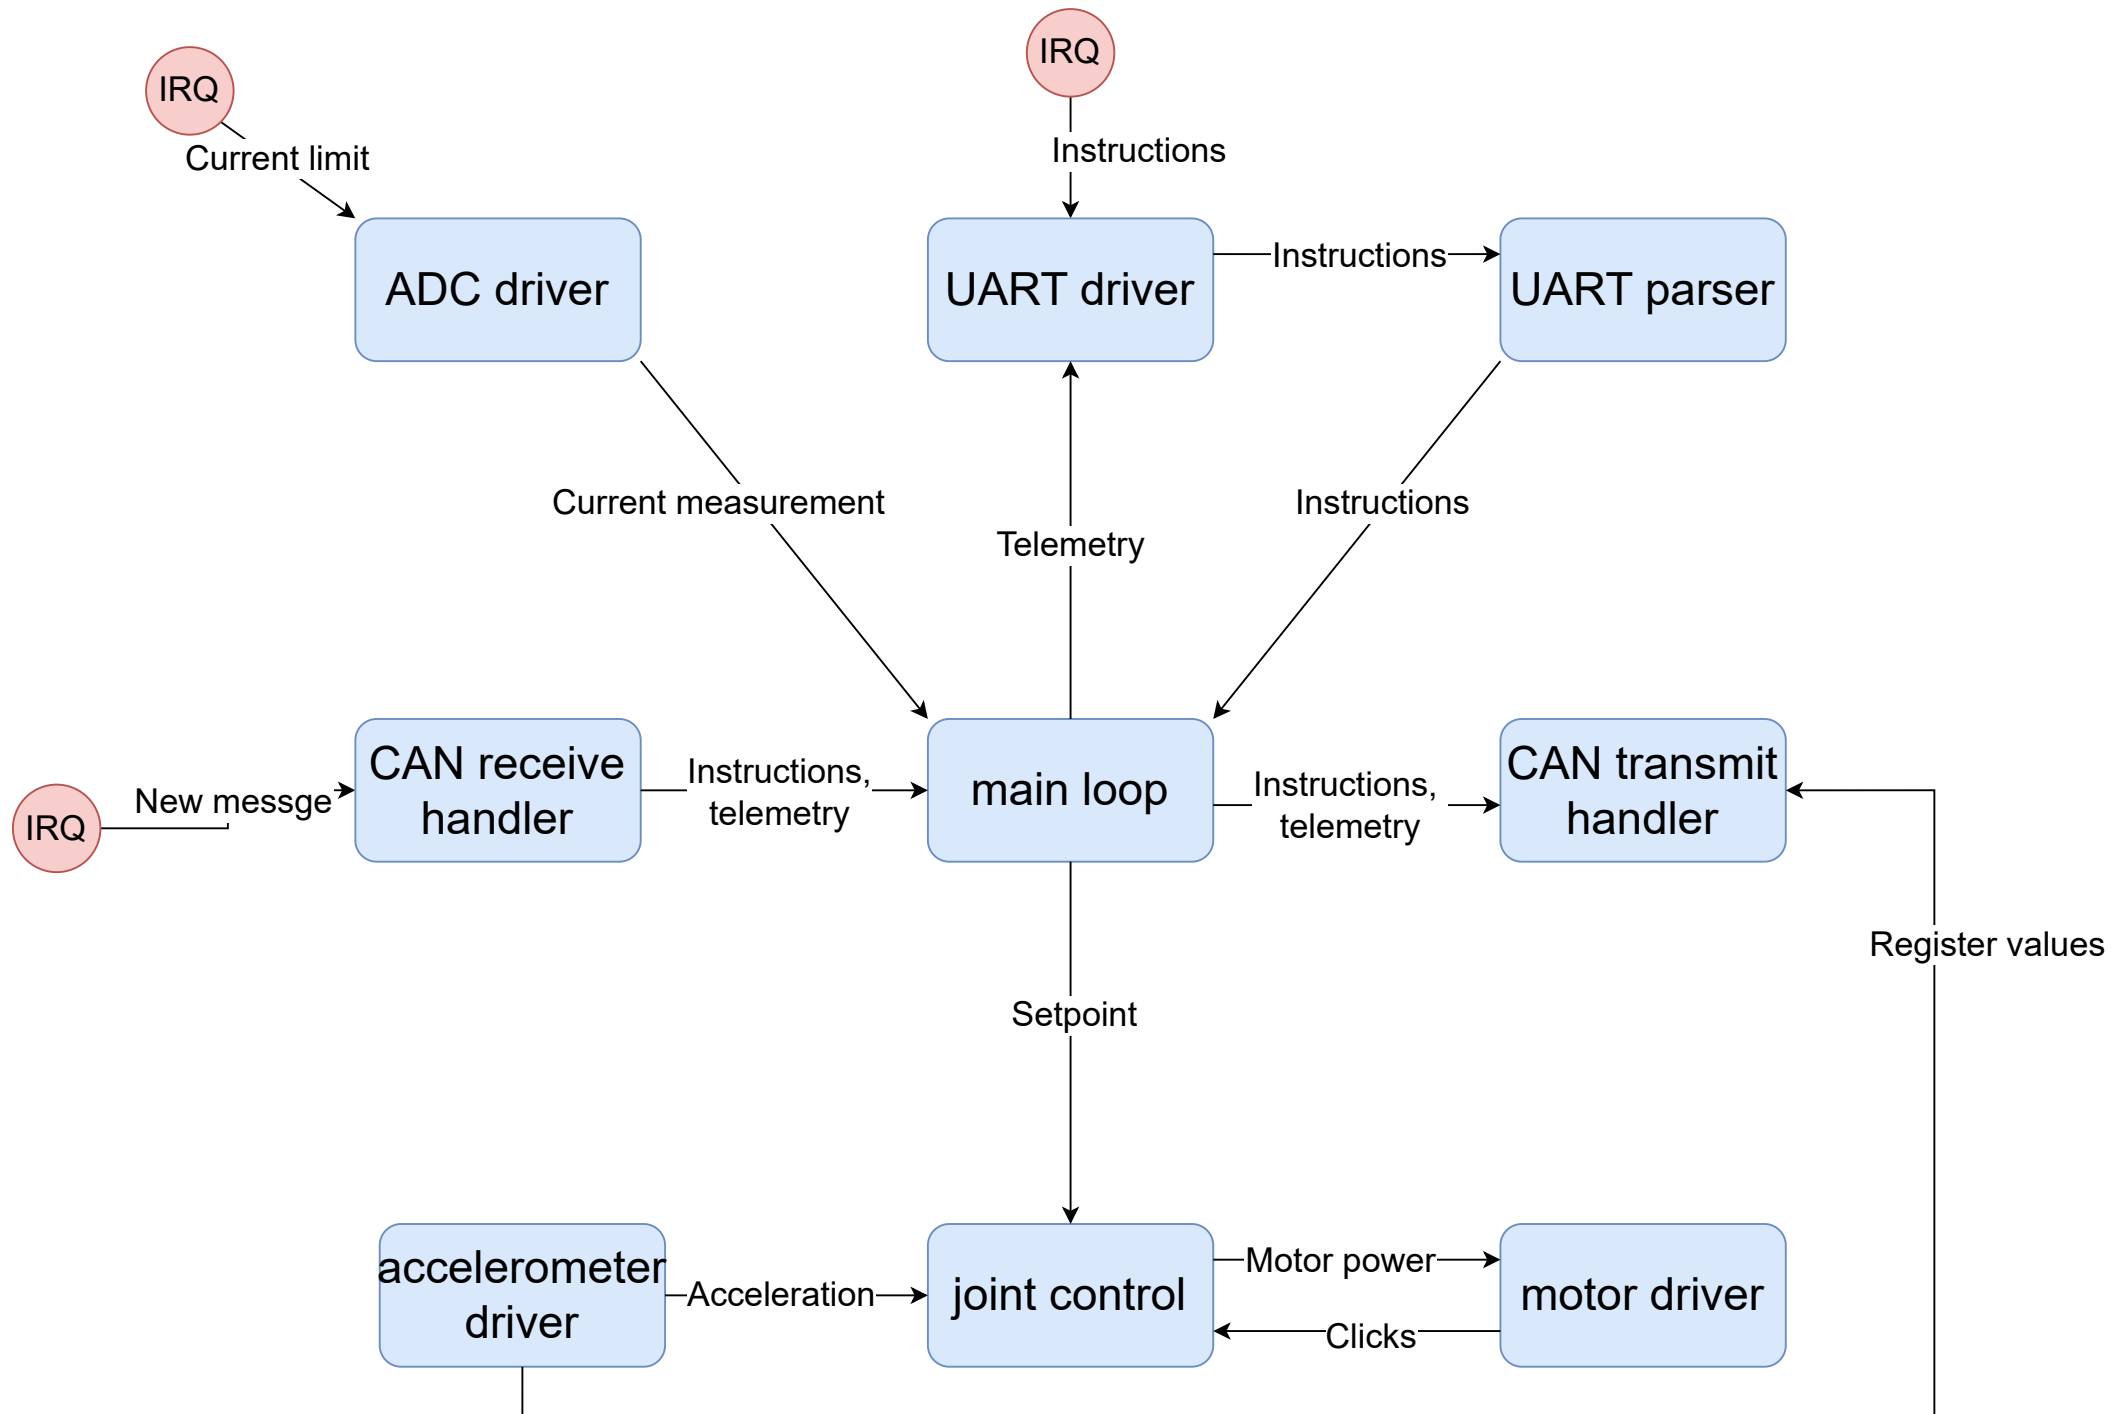 IRQ
IRQ
Current limit
Instructions
ADC driver
UART driver
Instructions
UART parser
Current measurement
Telemetry
Instructions
IRQ
New messge
CAN receive
handler
Instructions,
telemetry
main loop
Instructions,
telemetry
CAN transmit
handler
Register values
Setpoint
accelerometer
driver
Acceleration
joint control
Motor power
Clicks
motor driver